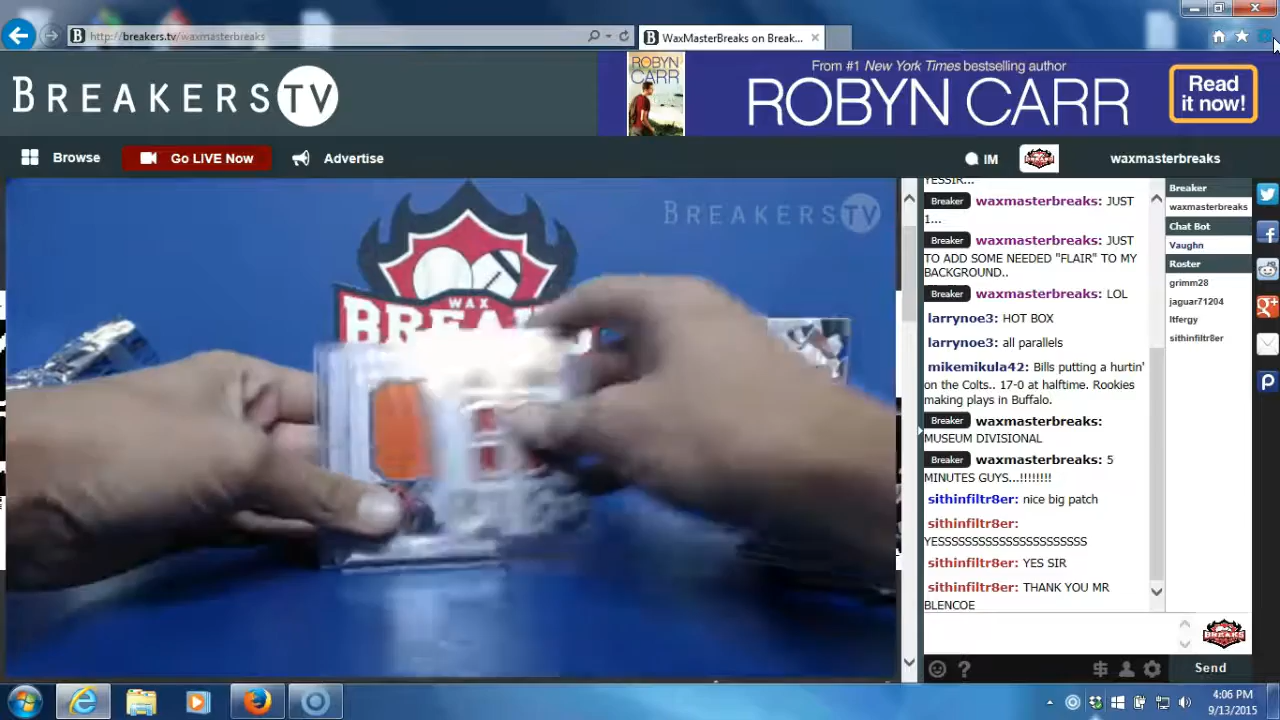 http://breakers.tv/waxmasterbreaks
WaxMasterBreaks on Break...
BREAKERSTV
ROBYN CARR
From #1 New York Times bestselling author
ROBYN CARR
Read it now!
Browse
Go LIVE Now
Advertise
IM
waxmasterbreaks
BREAKERSTV
WAX
YESSIR...
Breaker waxmasterbreaks: JUST
1...
Breaker waxmasterbreaks: JUST
TO ADD SOME NEEDED "FLAIR" TO MY
BACKGROUND..
Breaker waxmasterbreaks: LOL
larrynoe3: HOT BOX
larrynoe3: all parallels
mikemikula42: Bills putting a hurtin'
on the Colts.. 17-0 at halftime. Rookies
making plays in Buffalo.
Breaker waxmasterbreaks:
MUSEUM DIVISIONAL
Breaker waxmasterbreaks: 5
MINUTES GUYS...!!!!!!!!
sithinfiltr8er: nice big patch
sithinfiltr8er:
YESSSSSSSSSSSSSSSSSSSSSSS
sithinfiltr8er: YES SIR
sithinfiltr8er: THANK YOU MR
BLENCOE
Breaker
waxmasterbreaks
Chat Bot
Vaughn
Roster
grimm28
jaguar71204
ltfergy
sithinfiltr8er
BREAKS
Send
4:06 PM
9/13/2015